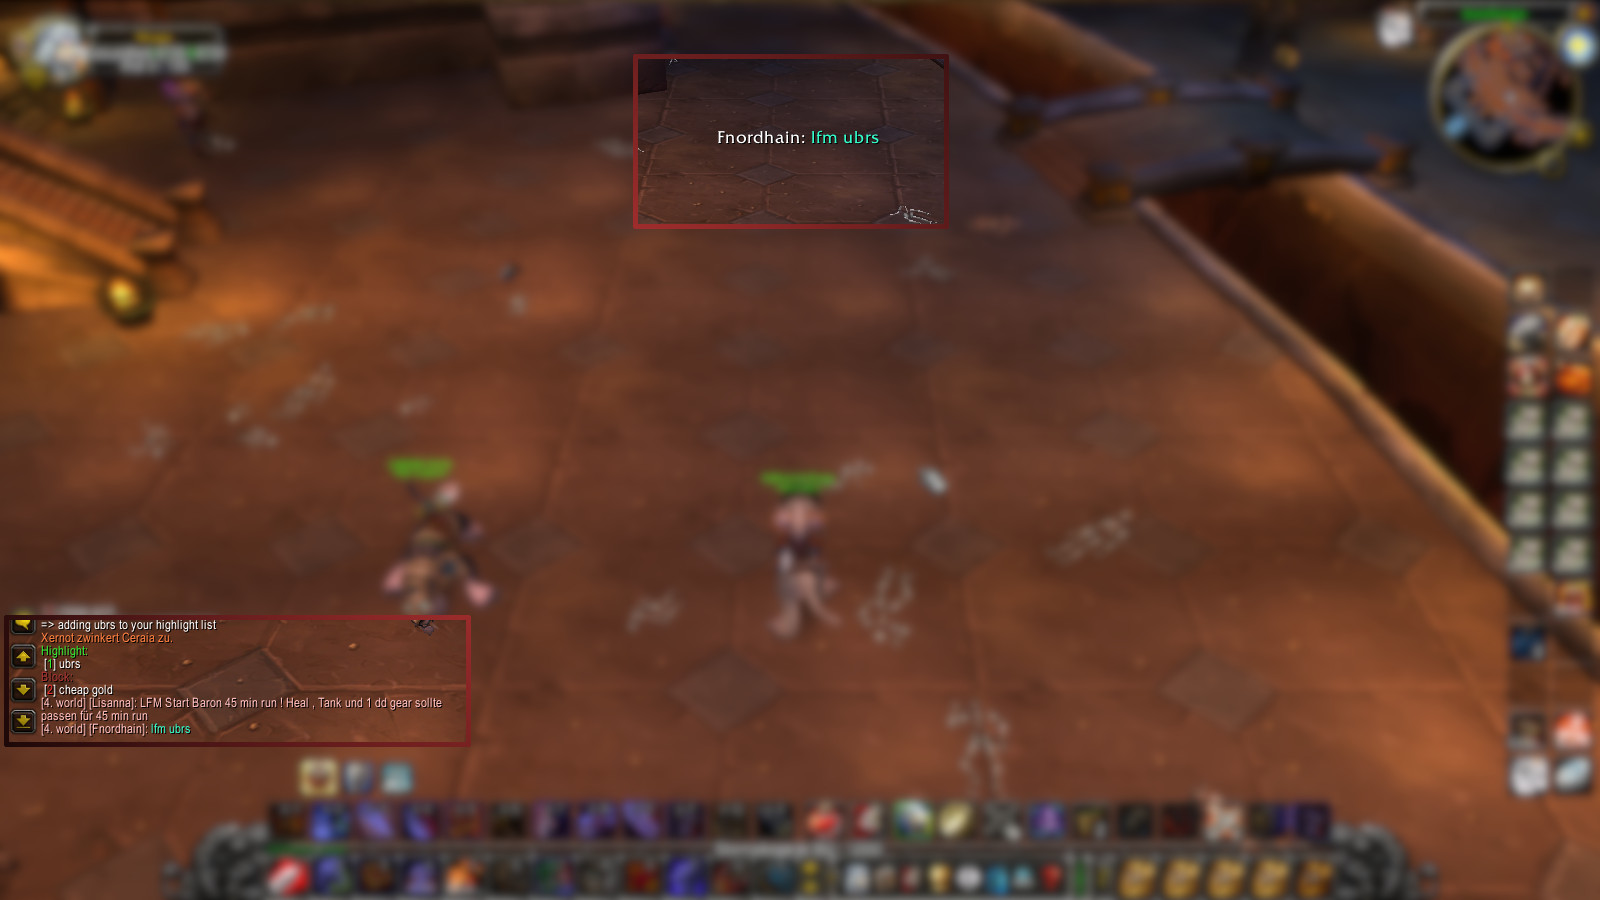 Fnordhain: lfm ubrs
=> adding ubrs to your highlight list
Xernot zwinkert Ceraia zu.
Highlight:
[1] ubrs
Block:
[2] cheap gold
[4. world] [Lisanna]: LFM Start Baron 45 min run ! Heal , Tank und 1 dd gear sollte
passen für 45 min run
[4. world] [Fnordhain]: lfm ubrs